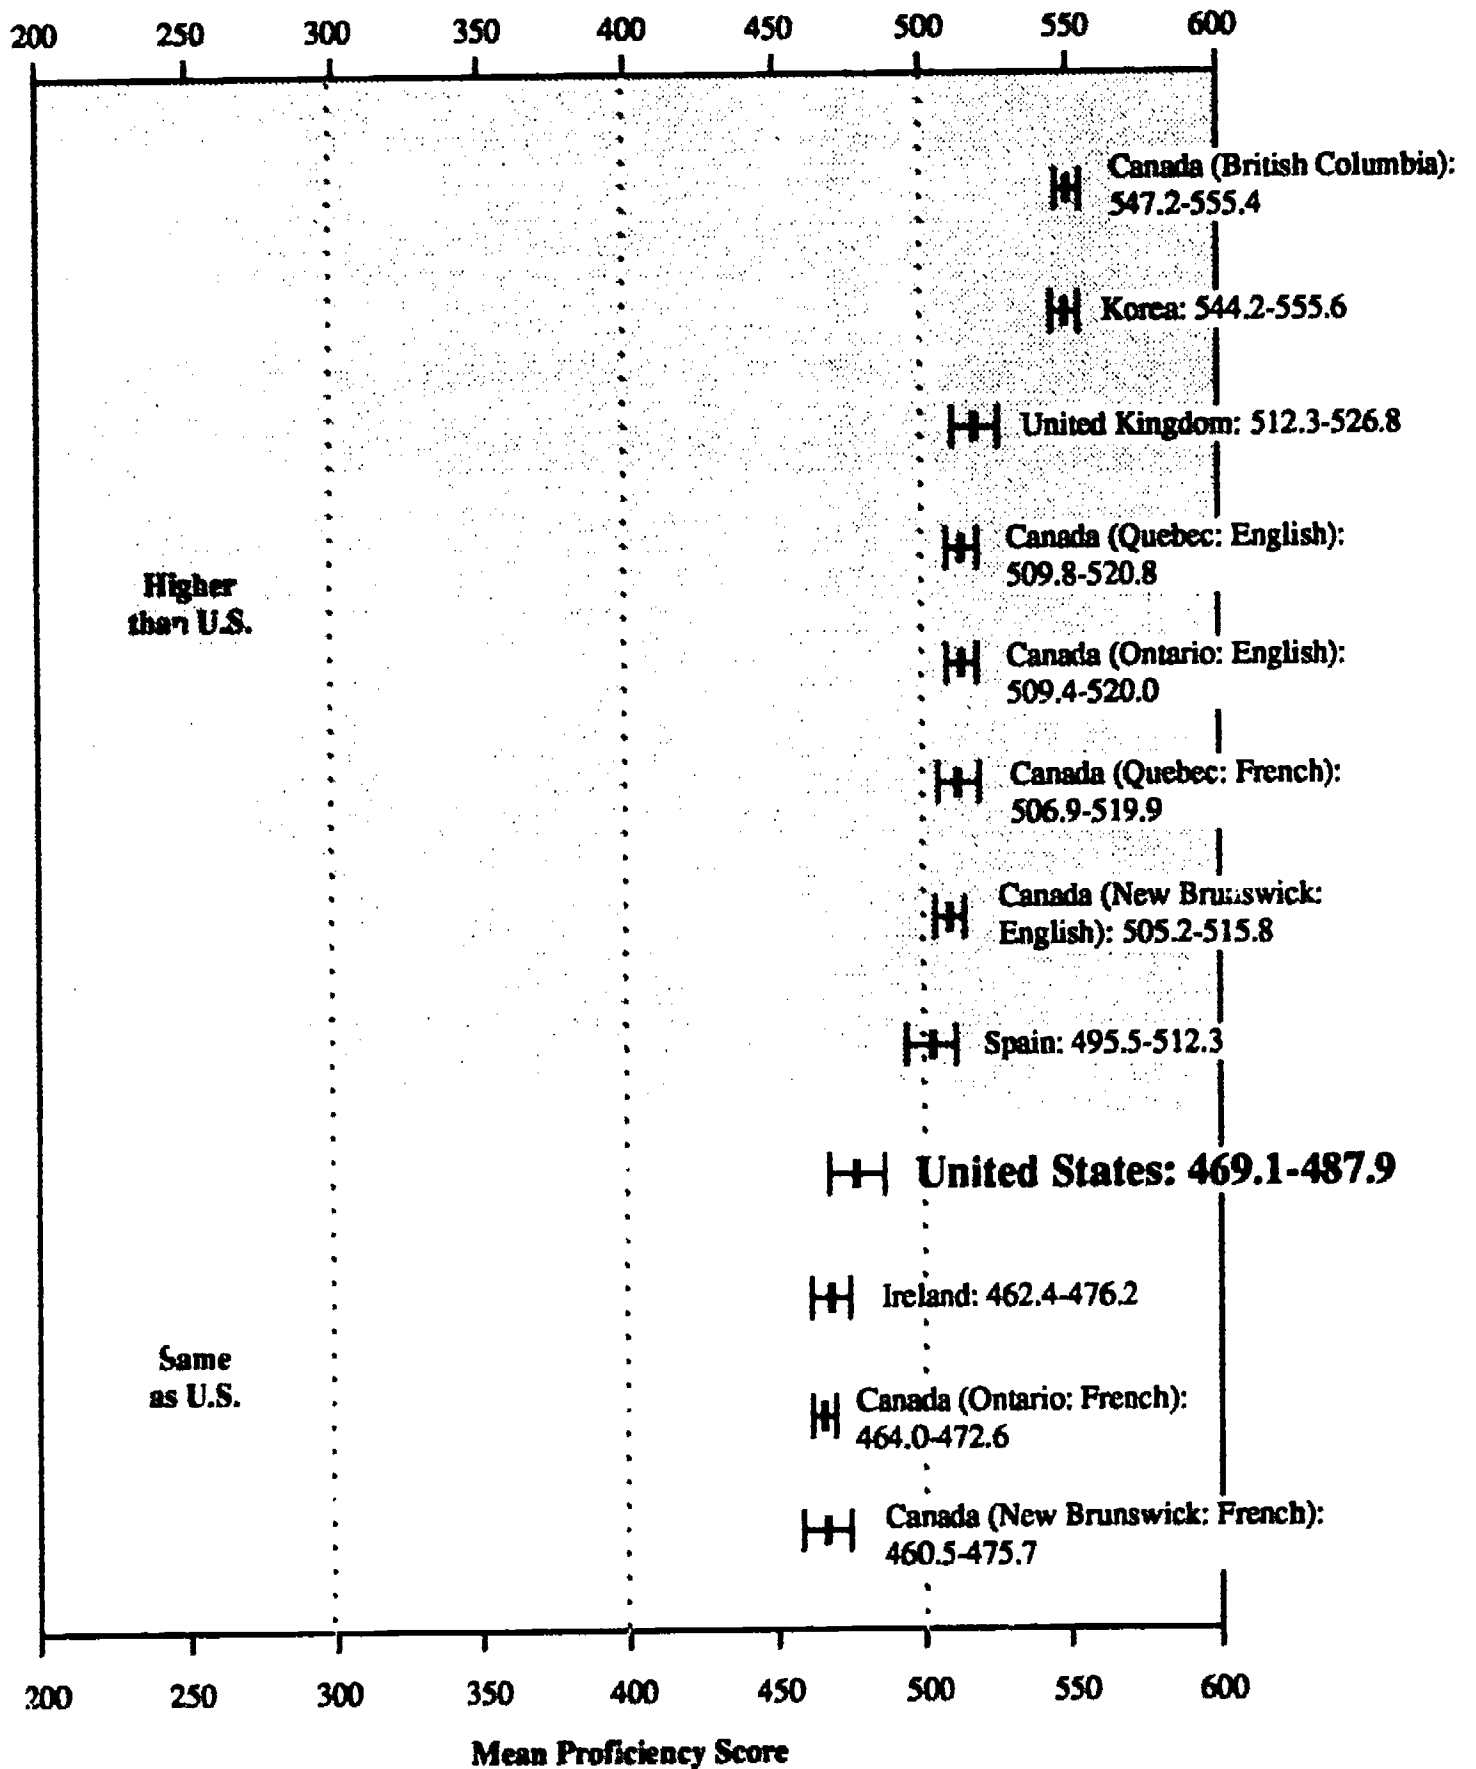 200 250 300 350 400 450 500 550 600
Canada (British Columbia):
547.2-555.4
Korea: 544.2-555.6
United Kingdom: 512.3-526.8
Canada (Quebec: English):
509.8-520.8
Higher
than U.S.
Canada (Ontario: English):
509.4-520.0
Canada (Quebec: French):
506.9-519.9
Canada (New Brunswick:
English): 505.2-515.8
Spain: 495.5-512.3
United States: 469.1-487.9
Ireland: 462.4-476.2
Same
as U.S.
Canada (Ontario: French):
464.0-472.6
Canada (New Brunswick: French):
460.5-475.7
200 250 300 350 400 450 500 550 600
Mean Proficiency Score